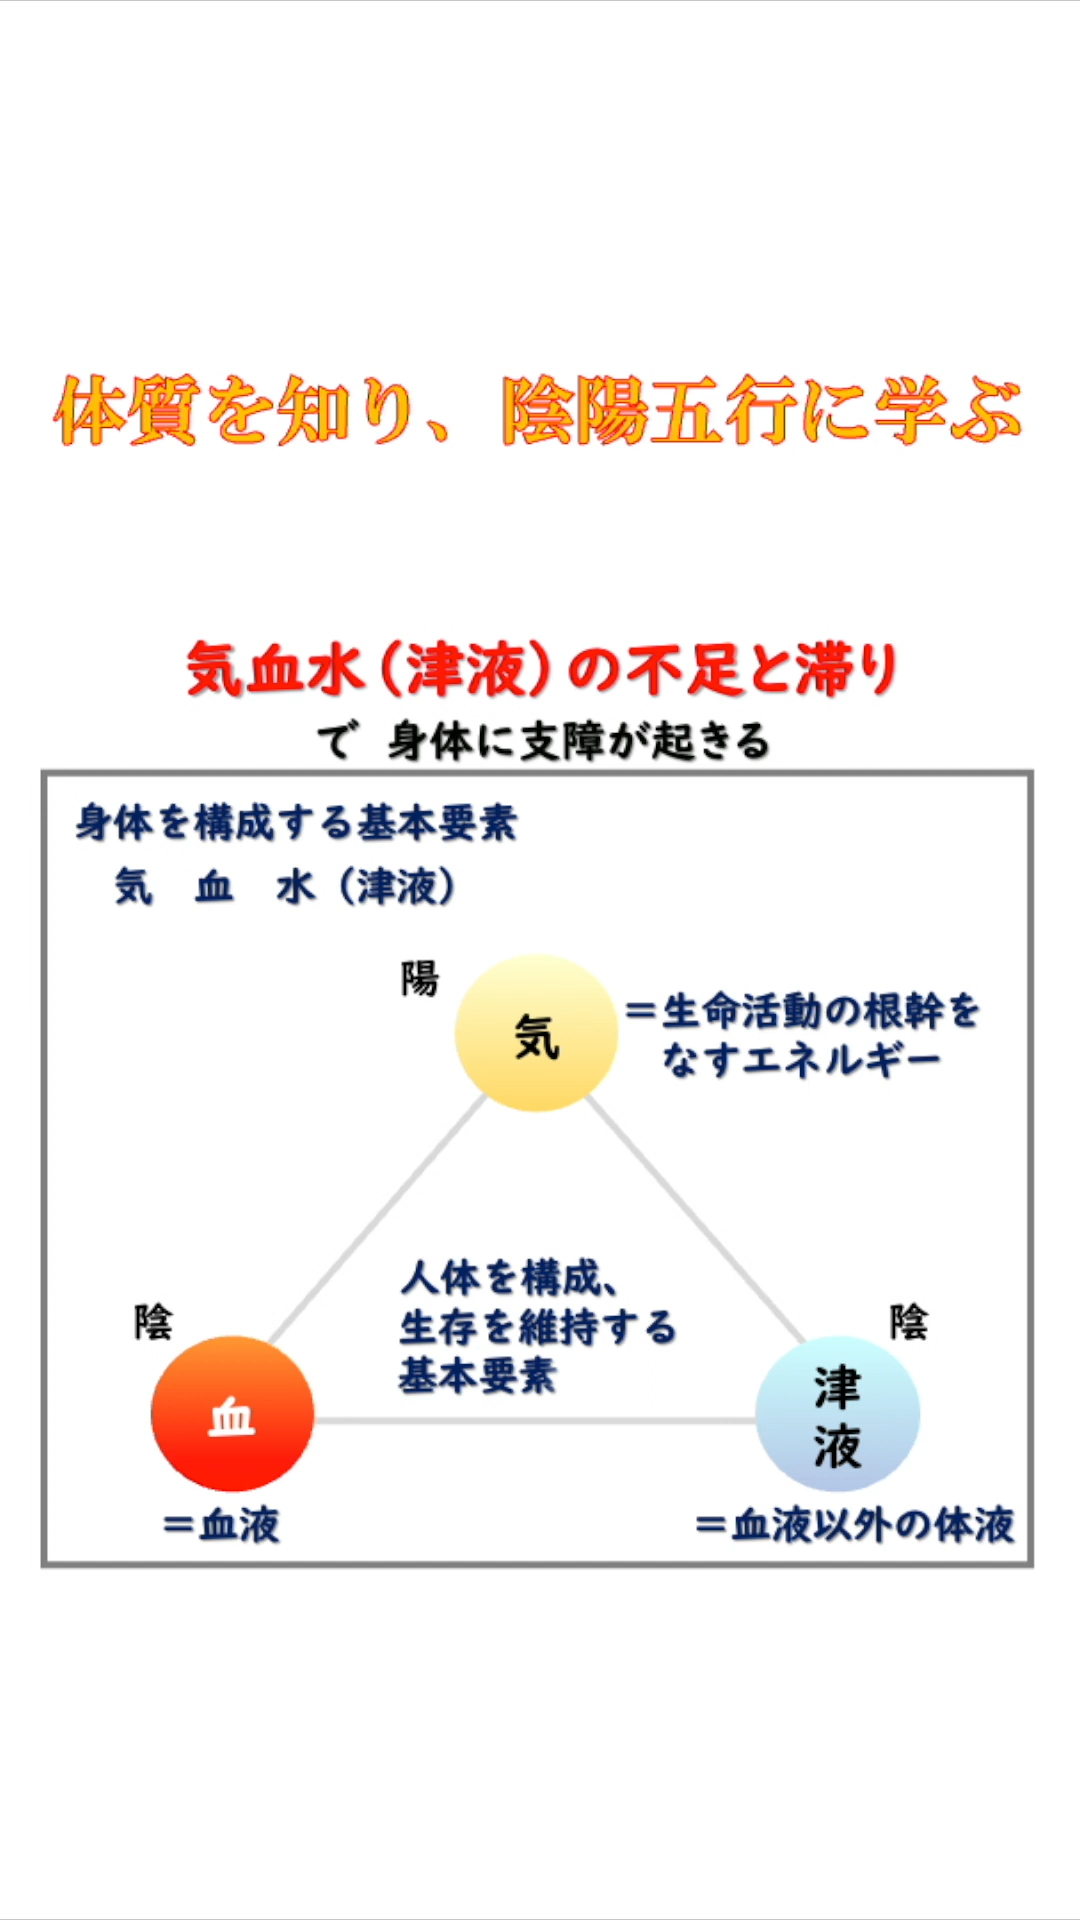 体質を知り、陰陽五行に学ぶ
気血水（津液）の不足と滞り
で　身体に支障が起きる
身体を構成する基本要素
気　血　水（津液）
陽
気
＝生命活動の根幹を
なすエネルギー
人体を構成、
生存を維持する
基本要素
陰
血
＝血液
陰
津
液
＝血液以外の体液